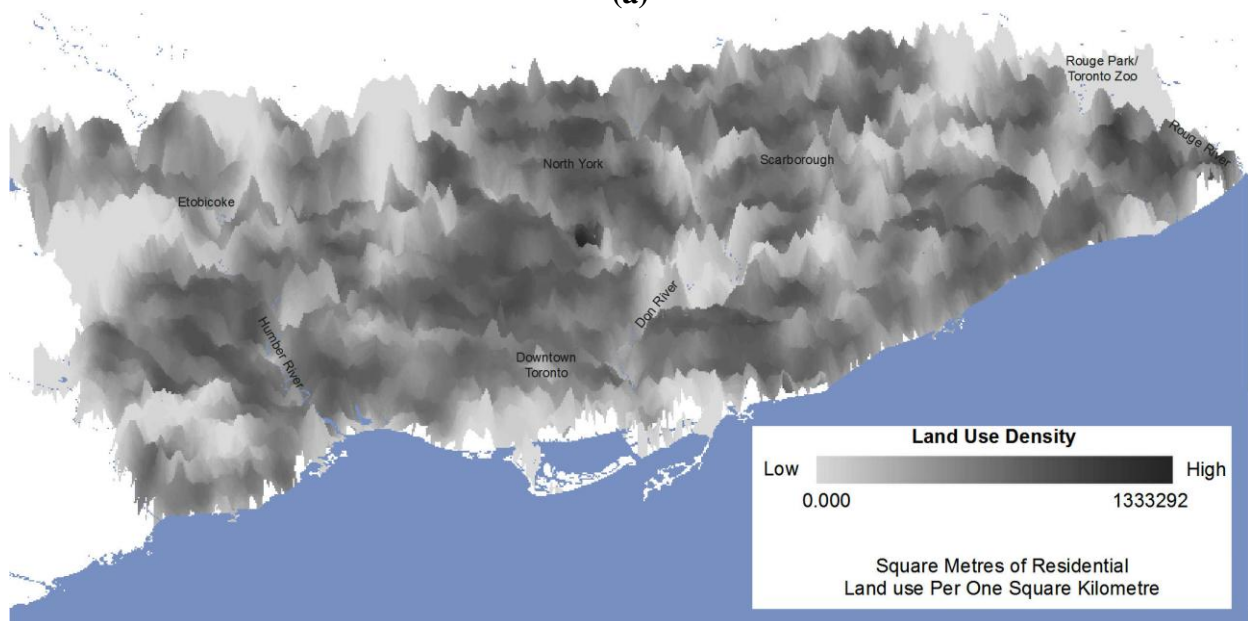 (a)
Rouge Park/
Toronto Zoo
Rouge River
North York
Scarborough
Etobicoke
Don River
Humber River
Downtown
Toronto
Land Use Density
Low High
0.000 1333292
Square Metres of Residential
Land use Per One Square Kilometre